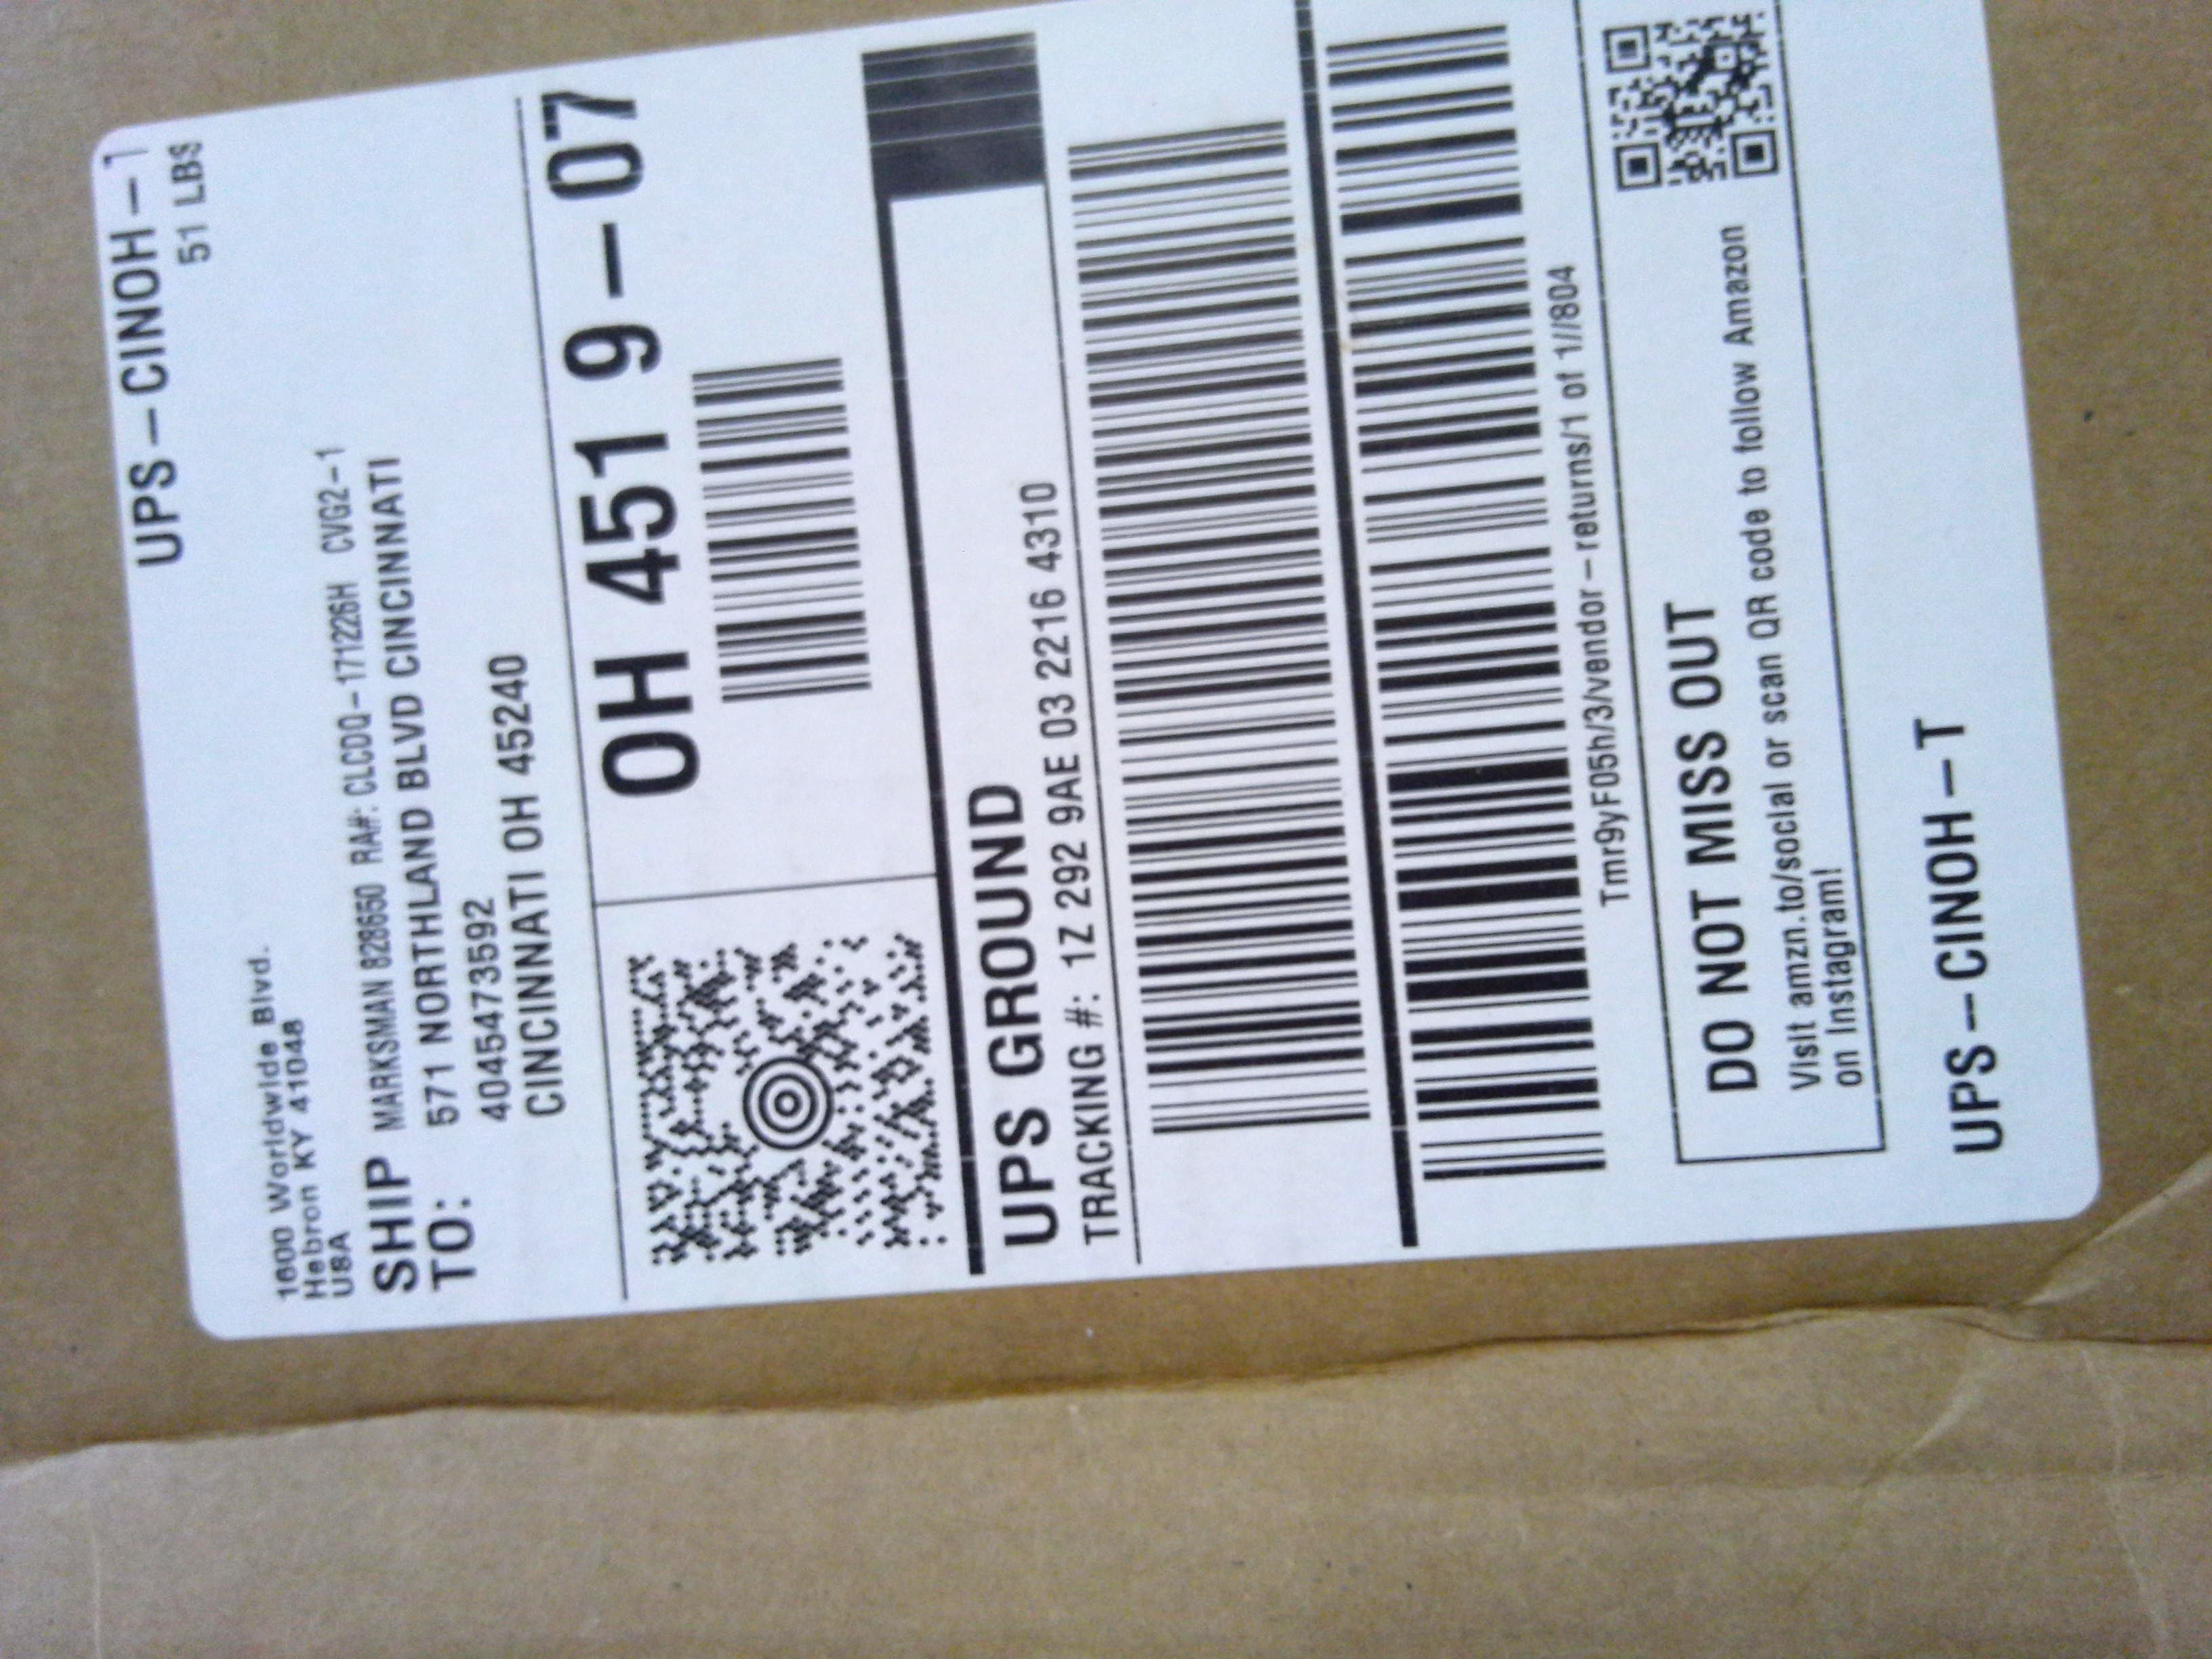 UPS-CINOH-T
51 LBS
1600 Worldwide Blvd.
Hebron KY 41048
USA
SHIP TO:
MARKSMAN 828650 RA#: CLCDQ-171226H CVG2-1
571 NORTHLAND BLVD CINCINNATI
4045473592
CINCINNATI OH 45240
OH 451 9-07
UPS GROUND
TRACKING #: 1Z 292 9AE 03 2216 4310
Tmr9yF05h/3/vendor-returns/1 of 1//804
DO NOT MISS OUT
Visit amzn.to/social or scan QR code to follow Amazon
on Instagram!
UPS-CINOH-T